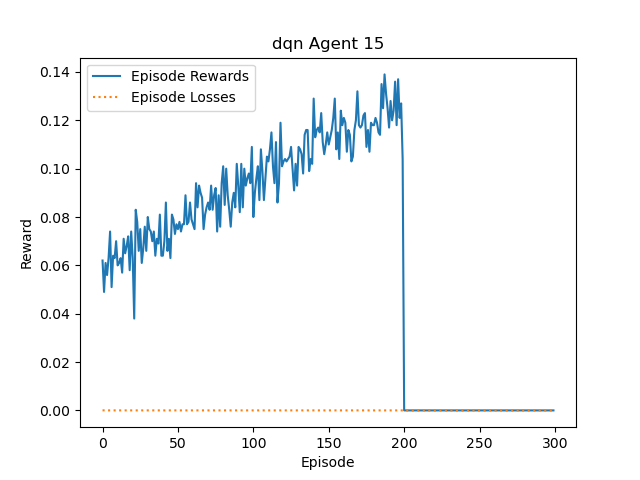 dqn Agent 15
Episode Rewards
Episode Losses
0.14
0.12
0.10
0.08
0.06
0.04
0.02
0.00
Reward
0 50 100 150 200 250 300
Episode